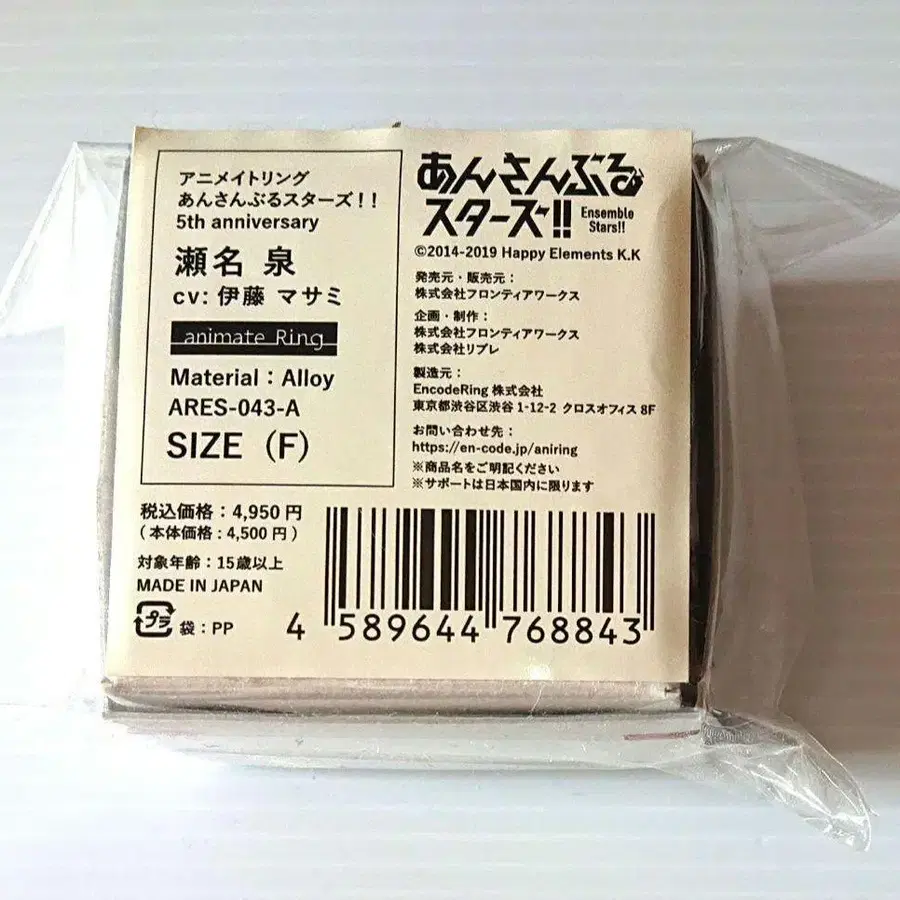 アニメイトリング
あんさんぶるスターズ！！
5th anniversary
瀬名 泉
cv: 伊藤 マサミ
animate Ring
Material：Alloy
ARES-043-A
SIZE（F）
あんさんぶる
スターズ!!
Ensemble
Stars!!
©2014-2019 Happy Elements K.K
発売元・販売元：
株式会社フロンティアワークス
企画・制作：
株式会社フロンティアワークス
株式会社リブレ
製造元：
EncodeRing 株式会社
東京都渋谷区渋谷 1-12-2 クロスオフィス 8F
お問い合わせ先：
https://en-code.jp/aniring
※商品名をご明記ください
※サポートは日本国内に限ります
税込価格：4,950 円
（本体価格：4,500 円）
対象年齢：15歳以上
MADE IN JAPAN
プラ 袋：PP
4 589644 768843